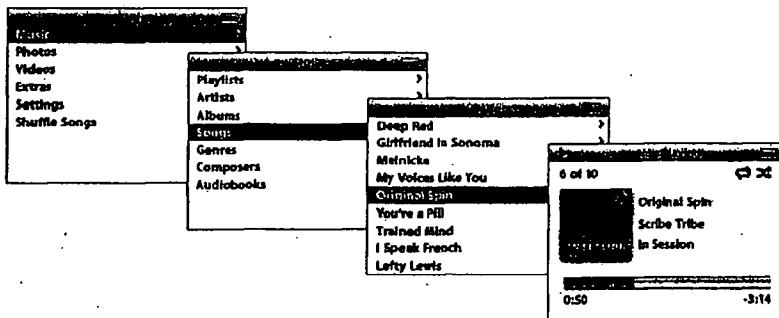 Music
Photos
Videos
Extras
Settings
Shuffle Songs
Playlists
Artists
Albums
Songs
Genres
Composers
Audiobooks
Deep Red
Girlfriend in Sonoma
Melnicke
My Voices Like You
Original Spin
You're a Pill
Trained Mind
I Speak French
Lefty Lewis
6 of 10
Original Spin
Scribe Tribe
In Session
0:50 -3:14